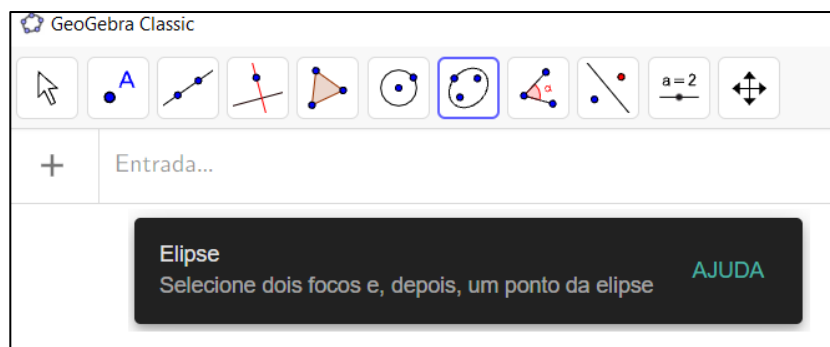 GeoGebra Classic
A
α
a=2
Entrada...
Elipse
Selecione dois focos e, depois, um ponto da elipse
AJUDA